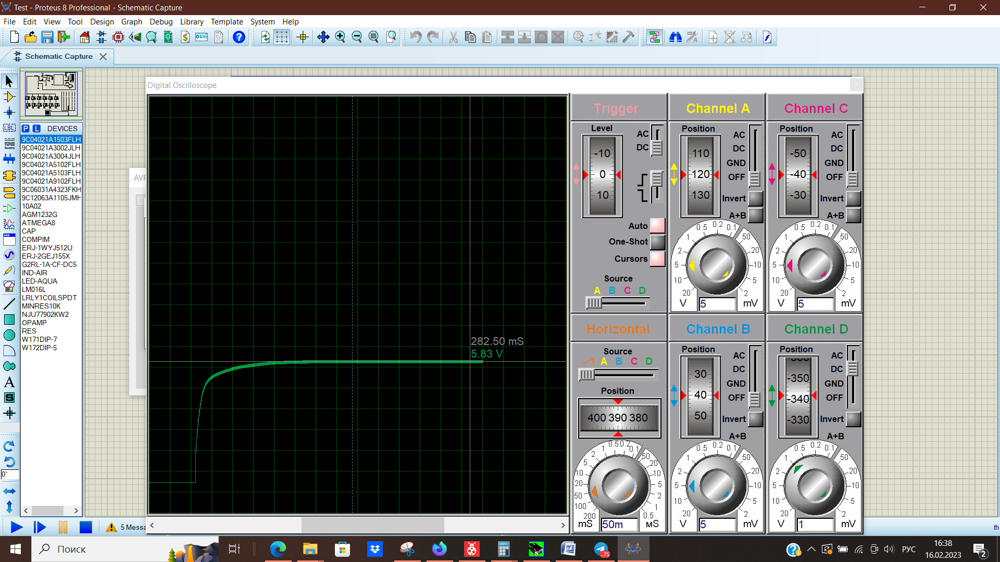 Test - Proteus 8 Professional - Schematic Capture
File Edit View Tool Design Graph Debug Library Template System Help
Schematic Capture
Digital Oscilloscope
P L DEVICES
9C04021A1503FLH
9C04021A3002JLH
9C04021A3004JLH
9C04021A5102FLH
9C04021A5103FLH
9C04021A9102FLH
9C06031A4323FKH
9C12063A1105JMH
10A02
AGM1232G
ATMEGA8
CAP
COMPIM
ERJ-1WYJ512U
ERJ-2GEJ155X
G2RL-1A-CF-DC5
IND-AIR
LED-AQUA
LM016L
LRLY1COILSPDT
MINRES10K
NJU77902KW2
OPAMP
RES
W171DIP-7
W172DIP-5
LBL
A
S
0°
282.50 mS
5.83 V
Trigger
Level
-10
0
10
AC
DC
Auto
One-Shot
Cursors
Source
A B C D
Channel A
Position
110
120
130
AC
DC
GND
OFF
Invert
A+B
20 10 5 2 1 0.5 0.2 0.1 50 20 10 5 2
V 5 mV
Channel C
Position
-50
-40
-30
AC
DC
GND
OFF
Invert
A+B
20 10 5 2 1 0.5 0.2 0.1 50 20 10 5 2
V 5 mV
Horizontal
Source
A B C D
Position
400 390 380
200 100 50 20 10 5 2 1 0.5 0.2 0.1 50 20 10 5 2 1 0.5
mS 50m мS
Channel B
Position
30
40
50
AC
DC
GND
OFF
Invert
A+B
20 10 5 2 1 0.5 0.2 0.1 50 20 10 5 2
V 5 mV
Channel D
Position
-350
-340
-330
AC
DC
GND
OFF
Invert
A+B
20 10 5 2 1 0.5 0.2 0.1 50 20 10 5 2
V 1 mV
5 Messa
th
Поиск
75
РУС
16:38
16.02.2023
2